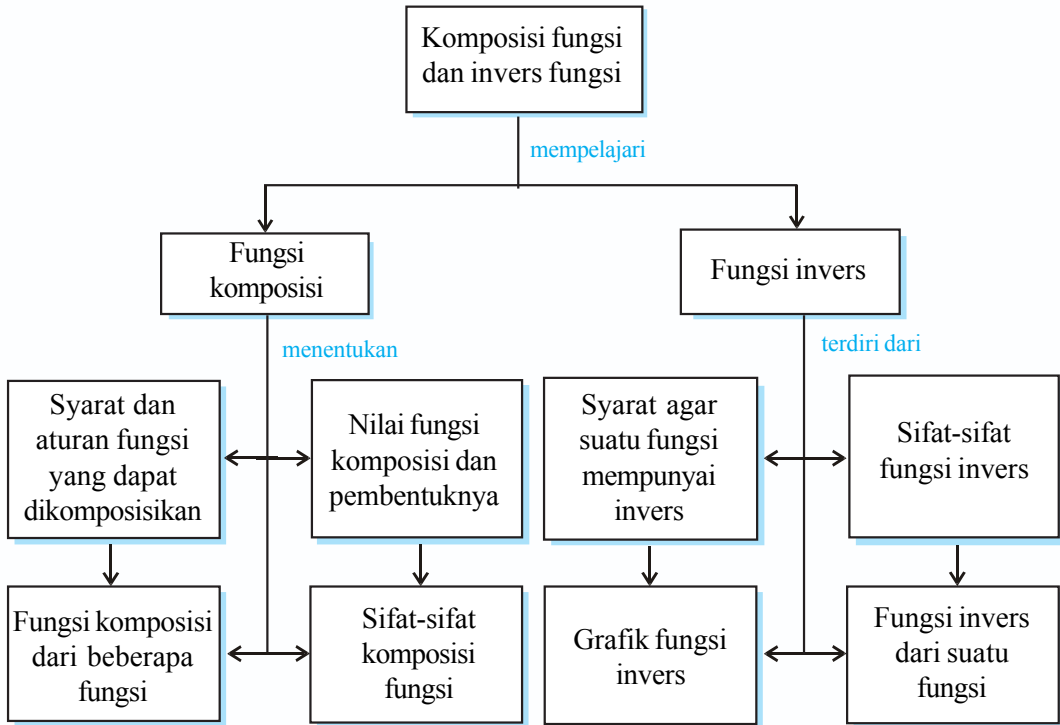 Komposisi fungsi
dan invers fungsi
mempelajari
Fungsi
komposisi
Fungsi invers
menentukan
terdiri dari
Syarat dan
aturan fungsi
yang dapat
dikomposisikan
Nilai fungsi
komposisi dan
pembentuknya
Syarat agar
suatu fungsi
mempunyai
invers
Sifat-sifat
fungsi invers
Fungsi komposisi
dari beberapa
fungsi
Sifat-sifat
komposisi
fungsi
Grafik fungsi
invers
Fungsi invers
dari suatu
fungsi